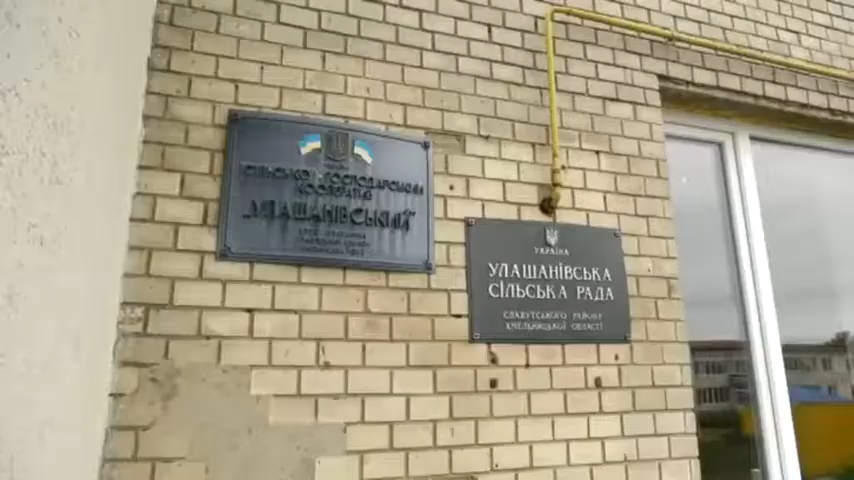 СІЛЬСЬКОГОСПОДАРСЬКИЙ
КООПЕРАТИВ
„УЛАШАНІВСЬКИЙ"
УКРАЇНА
УЛАШАНІВСЬКА
СІЛЬСЬКА РАДА
СЛАВУТСЬКОГО РАЙОНУ
ХМЕЛЬНИЦЬКОЇ ОБЛАСТІ